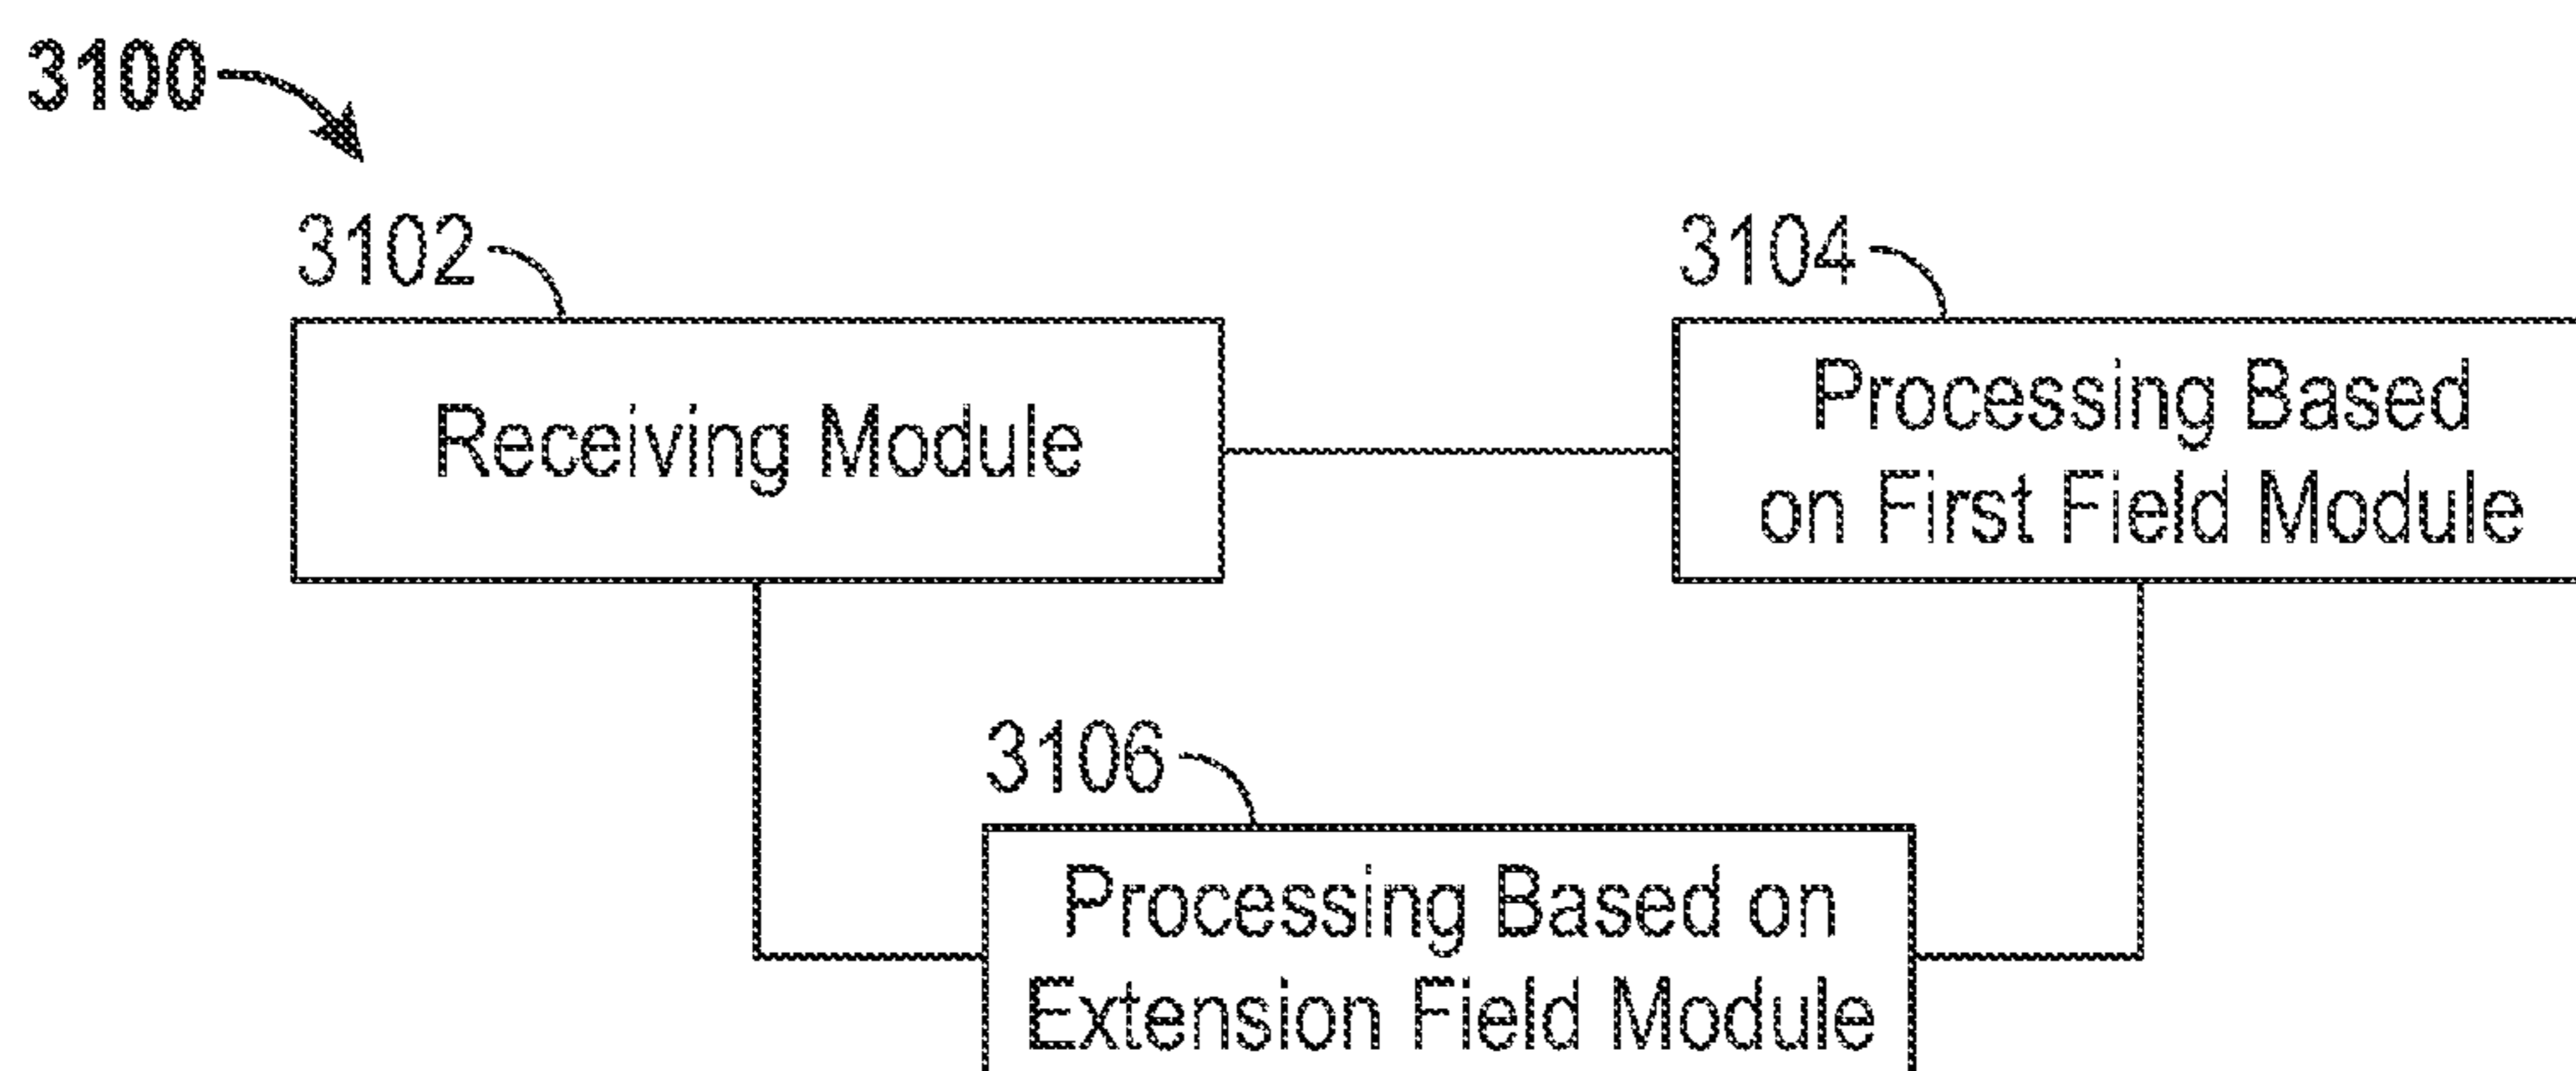 3100
3102
3104
Receiving Module
Processing Based
on First Field Module
3106
Processing Based on
Extension Field Module